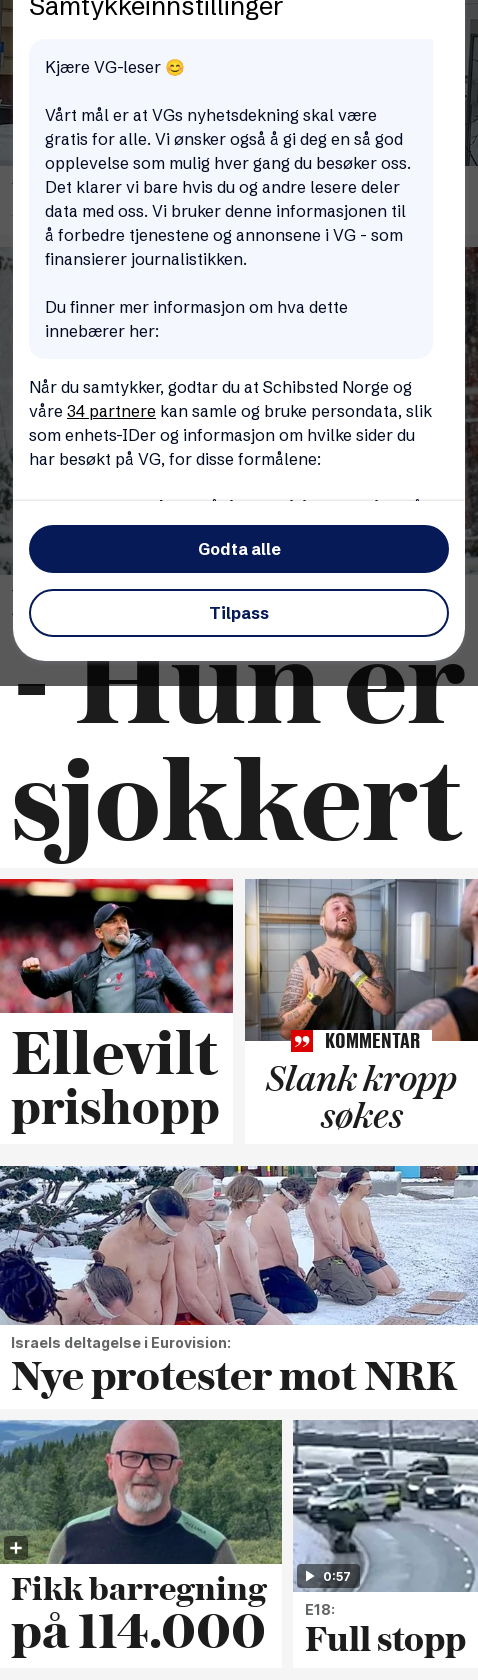 Samtykkeinnstillinger
Kjære VG-leser 😊
Vårt mål er at VGs nyhetsdekning skal være
gratis for alle. Vi ønsker også å gi deg en så god
opplevelse som mulig hver gang du besøker oss.
Det klarer vi bare hvis du og andre lesere deler
data med oss. Vi bruker denne informasjonen til
å forbedre tjenestene og annonsene i VG - som
finansierer journalistikken.
Du finner mer informasjon om hva dette
innebærer her:
Når du samtykker, godtar du at Schibsted Norge og
våre 34 partnere kan samle og bruke persondata, slik
som enhets-IDer og informasjon om hvilke sider du
har besøkt på VG, for disse formålene:
Godta alle
Tilpass
- Hun er
sjokkert
Ellevilt
prishopp
KOMMENTAR
Slank kropp
søkes
Israels deltagelse i Eurovision:
Nye protester mot NRK
Fikk barregning
på 114.000
0:57
E18:
Full stopp